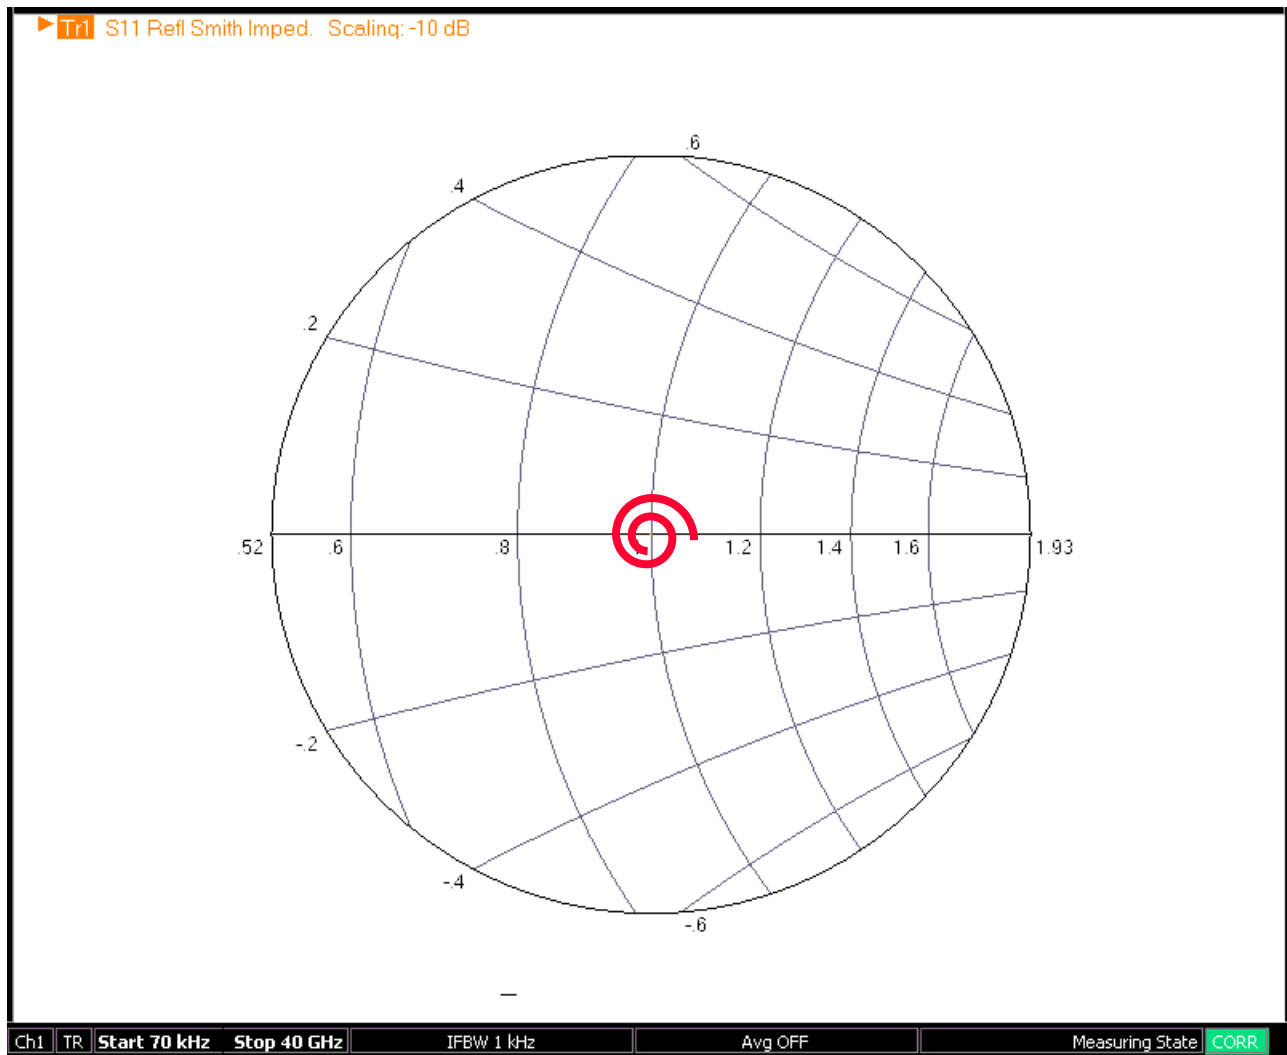 Tr1 S11 Refl Smith Imped. Scaling: -10 dB
.6
.4
.2
.52 .6 .8 1 1.2 1.4 1.6 1.93
-.2
-.4
-.6
Ch1 TR Start 70 kHz Stop 40 GHz IFBW 1 kHz Avg OFF Measuring State CORR